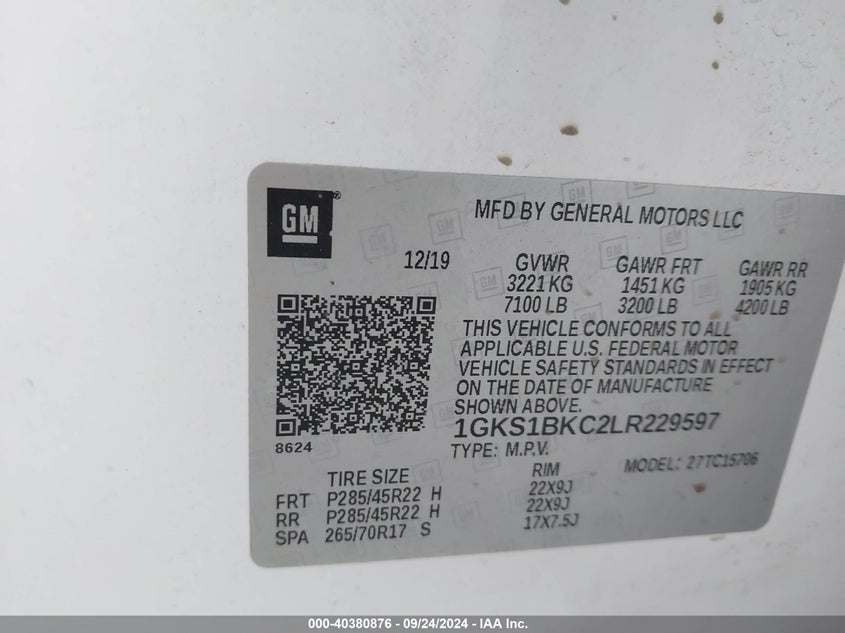 GM®
MFD BY GENERAL MOTORS LLC
12/19
GVWR GAWR FRT GAWR RR
3221 KG 1451 KG 1905 KG
7100 LB 3200 LB 4200 LB
THIS VEHICLE CONFORMS TO ALL
APPLICABLE U.S. FEDERAL MOTOR
VEHICLE SAFETY STANDARDS IN EFFECT
ON THE DATE OF MANUFACTURE
SHOWN ABOVE.
1GKS1BKC2LR229597
8624
TYPE: M.P.V. MODEL: 27TC15706
TIRE SIZE RIM
FRT P285/45R22 H 22X9J
RR P285/45R22 H 22X9J
SPA 265/70R17 S 17X7.5J
000-40380876 - 09/24/2024 - IAA Inc.